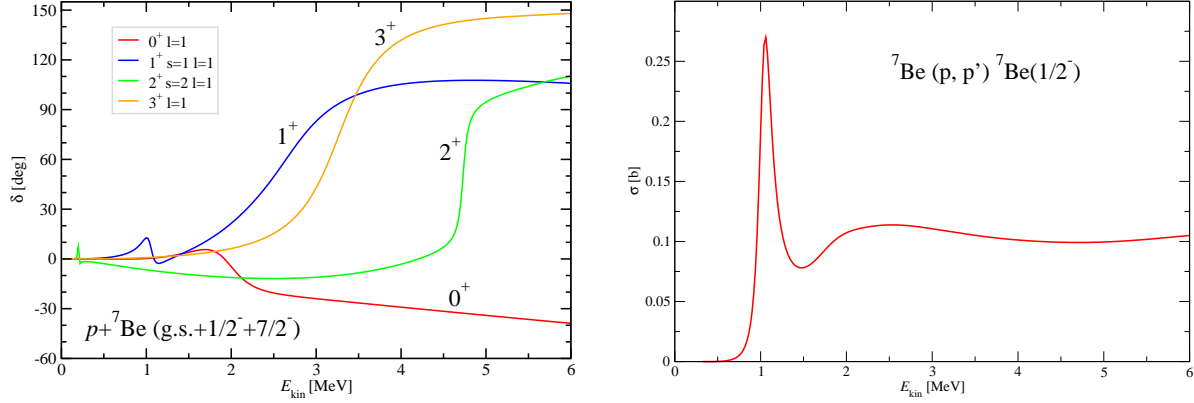 150
120
90
60
30
0
-30
-60
δ [deg]
0⁺ l=1
1⁺ s=1 l=1
2⁺ s=2 l=1
3⁺ l=1
3⁺
1⁺
2⁺
0⁺
p+⁷Be (g.s.+1/2⁻+7/2⁻)
0 1 2 3 4 5 6
E_kin [MeV]
0.25
0.2
0.15
0.1
0.05
0
σ [b]
⁷Be (p, p’) ⁷Be(1/2⁻)
0 1 2 3 4 5 6
E_kin [MeV]